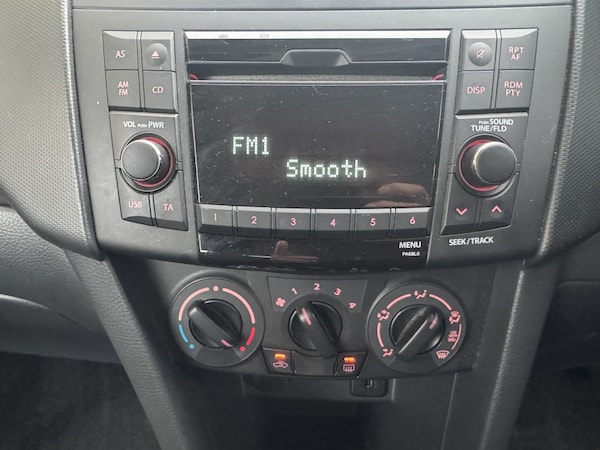 AS
RPT
AF
AM
FM
CD
DISP
RDM
PTY
VOL PUSH PWR
PUSH SOUND
TUNE/FLD
FM1
Smooth
USB
TA
1 2 3 4 5 6
MENU
PA68L0
SEEK/TRACK
1 2 3 4